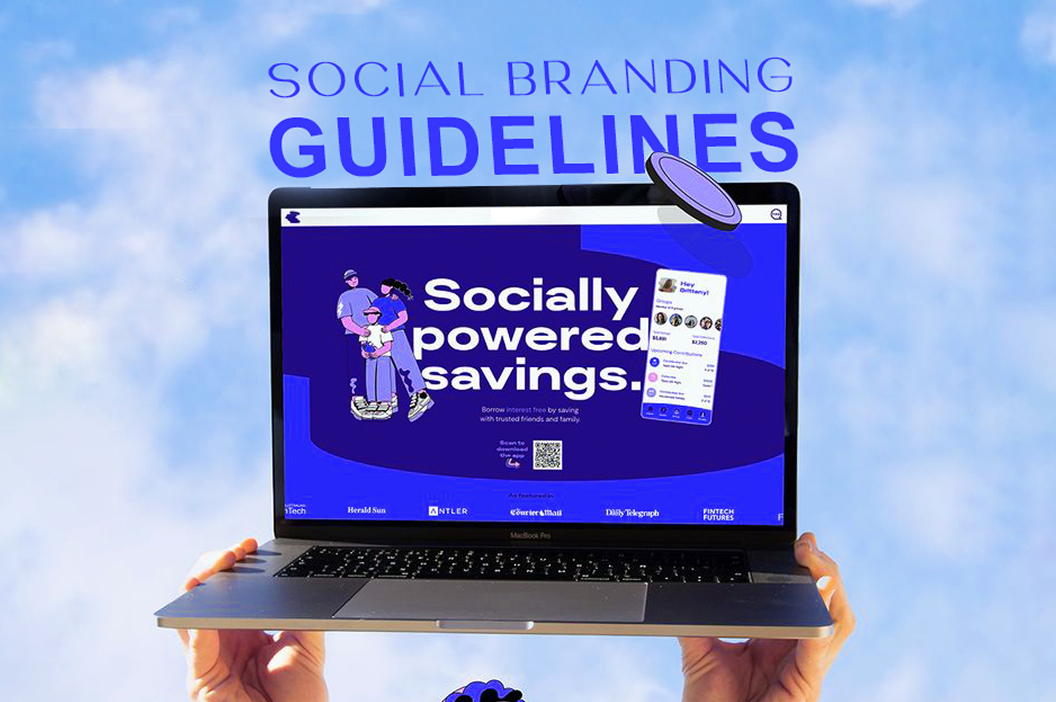 SOCIAL BRANDING
GUIDELINES
Socially
powered
savings.
Borrow interest free by saving
with trusted friends and family.
Scan to
download
the app
Hey
Brittany!
Groups
Upcoming Contributions
As featured in
Herald Sun
ANTLER
Courier Mail
Daily Telegraph
FINTECH
FUTURES
MacBook Pro